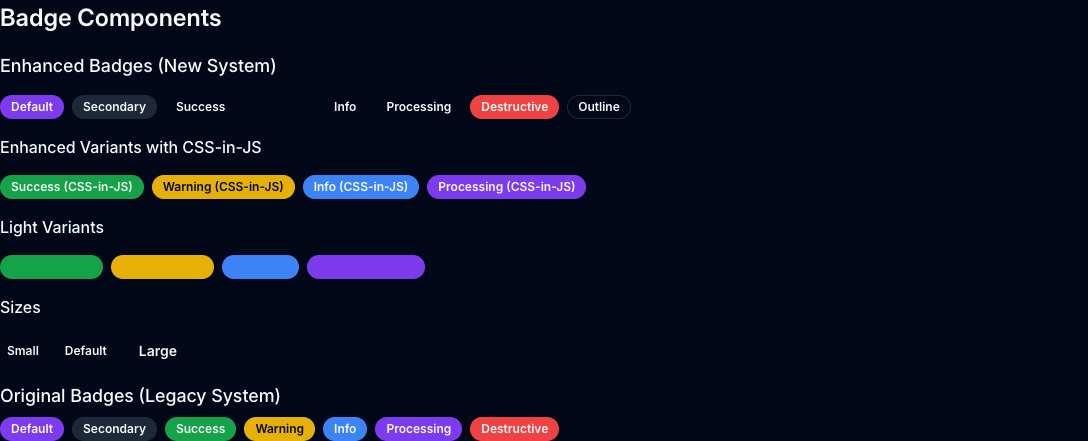 Badge Components
Enhanced Badges (New System)
Default Secondary Success Info Processing Destructive Outline
Enhanced Variants with CSS-in-JS
Success (CSS-in-JS) Warning (CSS-in-JS) Info (CSS-in-JS) Processing (CSS-in-JS)
Light Variants
Sizes
Small Default Large
Original Badges (Legacy System)
Default Secondary Success Warning Info Processing Destructive